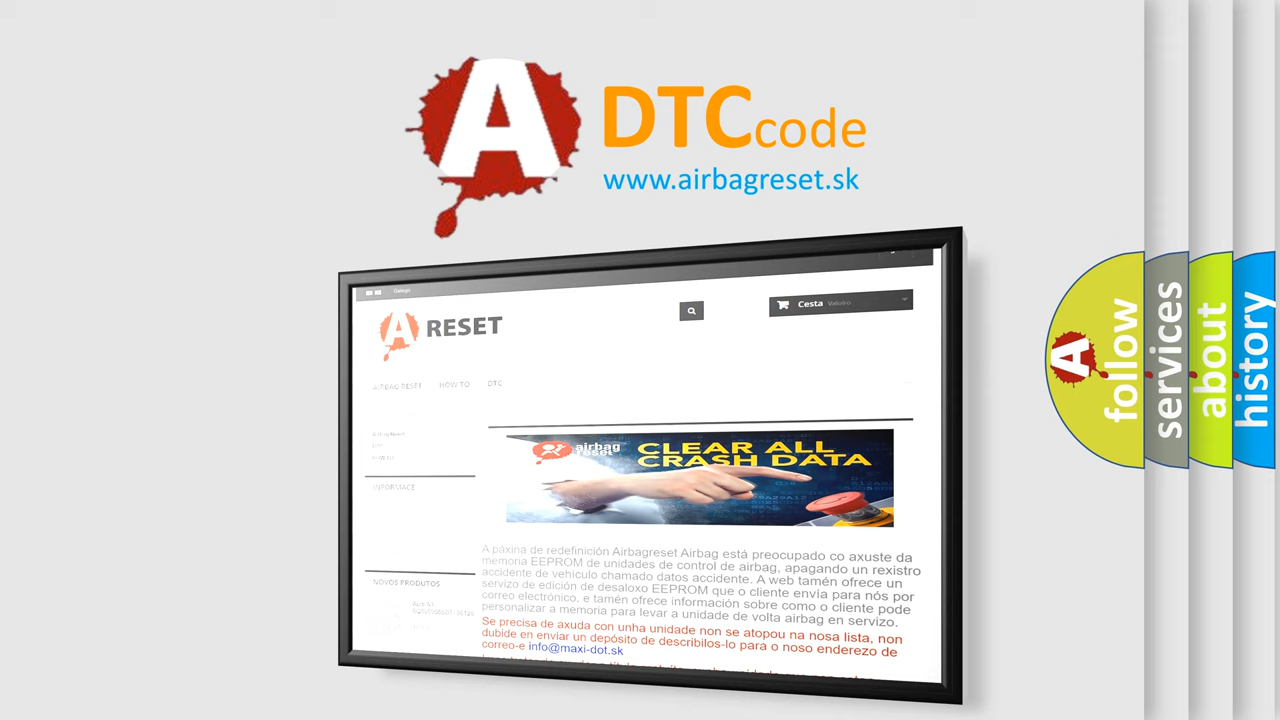 A
DTCcode
www.airbagreset.sk
Galego
A RESET
Cesta Valeiro
AIRBAG RESET HOW TO DTC
INFORMACE
airbag
reset
CLEAR ALL
CRASH DATA
A páxina de redefinición Airbagreset Airbag está preocupado co axuste da
memoria EEPROM de unidades de control de airbag, apagando un rexistro
accidente de vehículo chamado datos accidente. A web tamén ofrece un
servizo de edición de desaloxo EEPROM que o cliente envía para nós por
correo electrónico, e tamén ofrece información sobre como o cliente pode
personalizar a memoria para levar a unidade de volta airbag en servizo.
Se precisa de axuda con unha unidade non se atopou na nosa lista, non
dubide en enviar un depósito de describilos-lo para o noso enderezo de
correo-e info@maxi-dot.sk
NOVOS PRODUTOS
A
follow
services
about
history